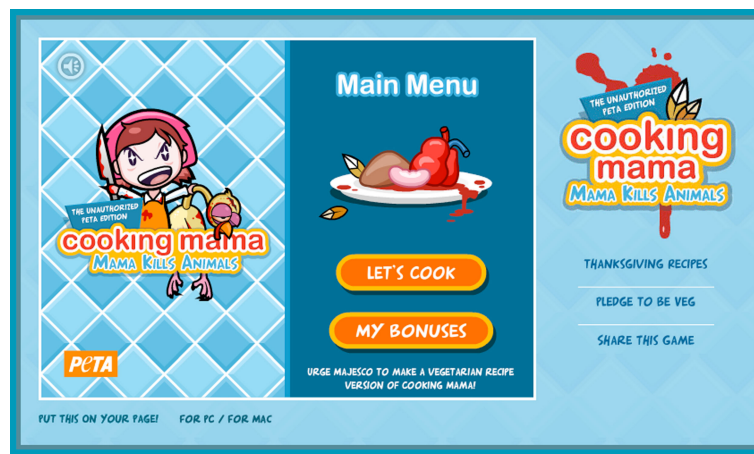 THE UNAUTHORIZED
PETA EDITION
cooking mama
MAMA KILLS ANIMALS
PETA
Main Menu
LET'S COOK
MY BONUSES
URGE MAJESCO TO MAKE A VEGETARIAN RECIPE
VERSION OF COOKING MAMA!
THE UNAUTHORIZED
PETA EDITION
cooking
mama
MAMA KILLS ANIMALS
THANKSGIVING RECIPES
PLEDGE TO BE VEG
SHARE THIS GAME
PUT THIS ON YOUR PAGE!
FOR PC / FOR MAC